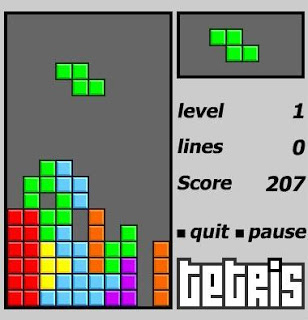 level 1
lines 0
Score 207
quit pause
tetris